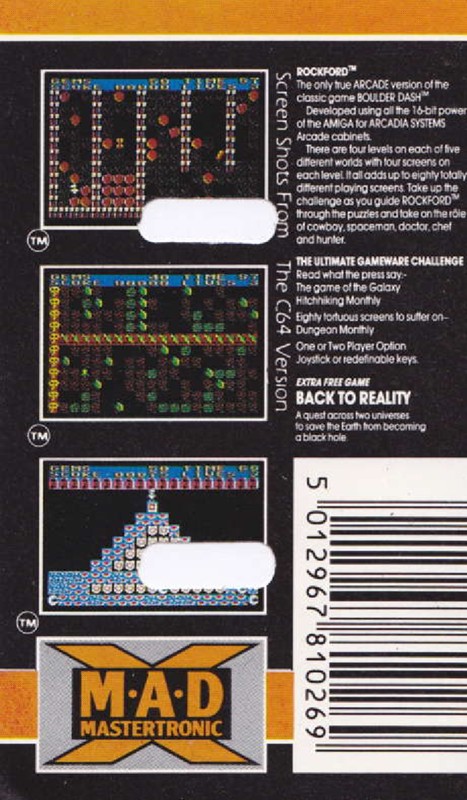 ROCKFORD™
The only true ARCADE version of the
classic game BOULDER DASH™
Developed using all the 16-bit power
of the AMIGA for ARCADIA SYSTEMS
Arcade cabinets.
There are four levels on each of five
different worlds with four screens on
each level. It all adds up to eighty totally
different playing screens. Take up the
challenge as you guide ROCKFORD™
through the puzzles and take on the rôle
of cowboy, spaceman, doctor, chef
and hunter.
THE ULTIMATE GAMEWARE CHALLENGE
Read what the press say:-
The game of the Galaxy
Hitchhiking Monthly
Eighty tortuous screens to suffer on-
Dungeon Monthly
One or Two Player Option
Joystick or redefinable keys.
EXTRA FREE GAME
BACK TO REALITY
A quest across two universes
to save the Earth from becoming
a black hole.
Screen Shots From The C64 Version
TM
TM
TM
M·A·D
MASTERTRONIC
5 012967 810269